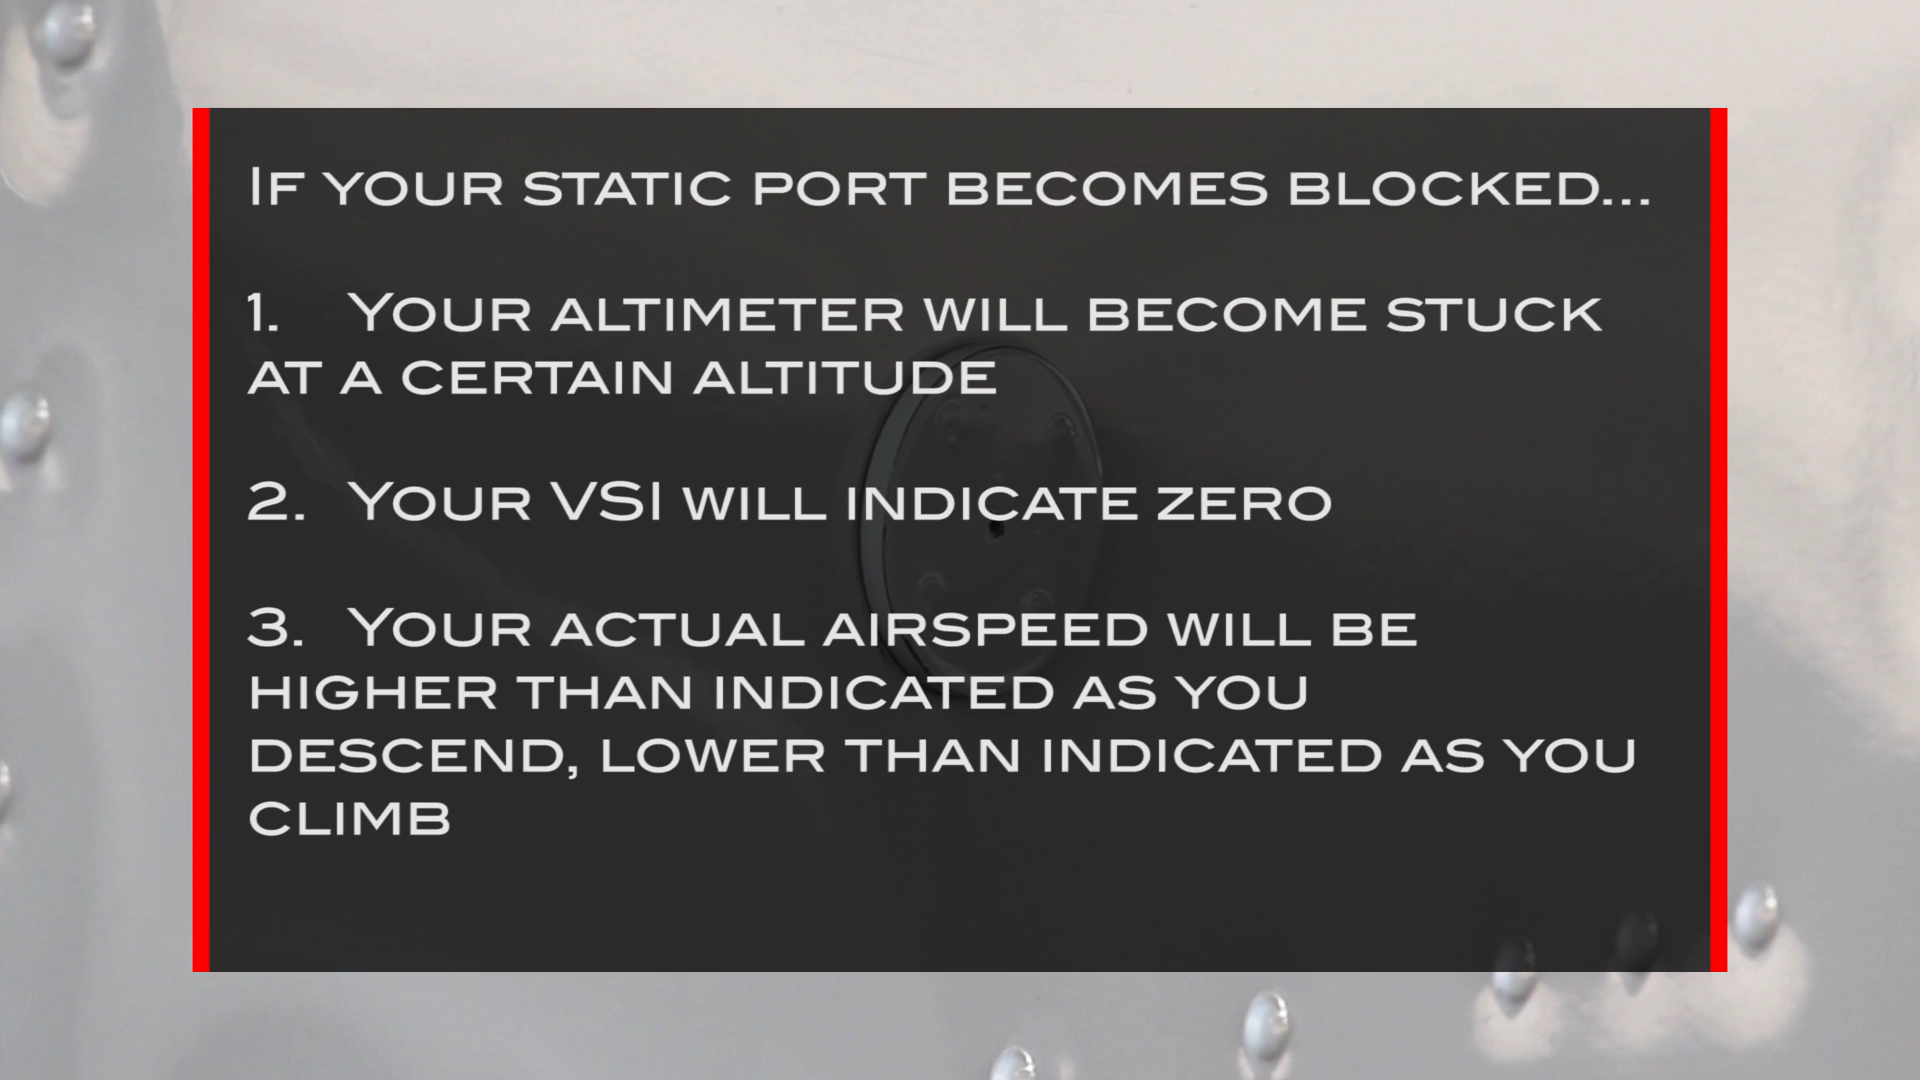 If your static port becomes blocked...
1. Your altimeter will become stuck
at a certain altitude
2. Your VSI will indicate zero
3. Your actual airspeed will be
higher than indicated as you
descend, lower than indicated as you
climb